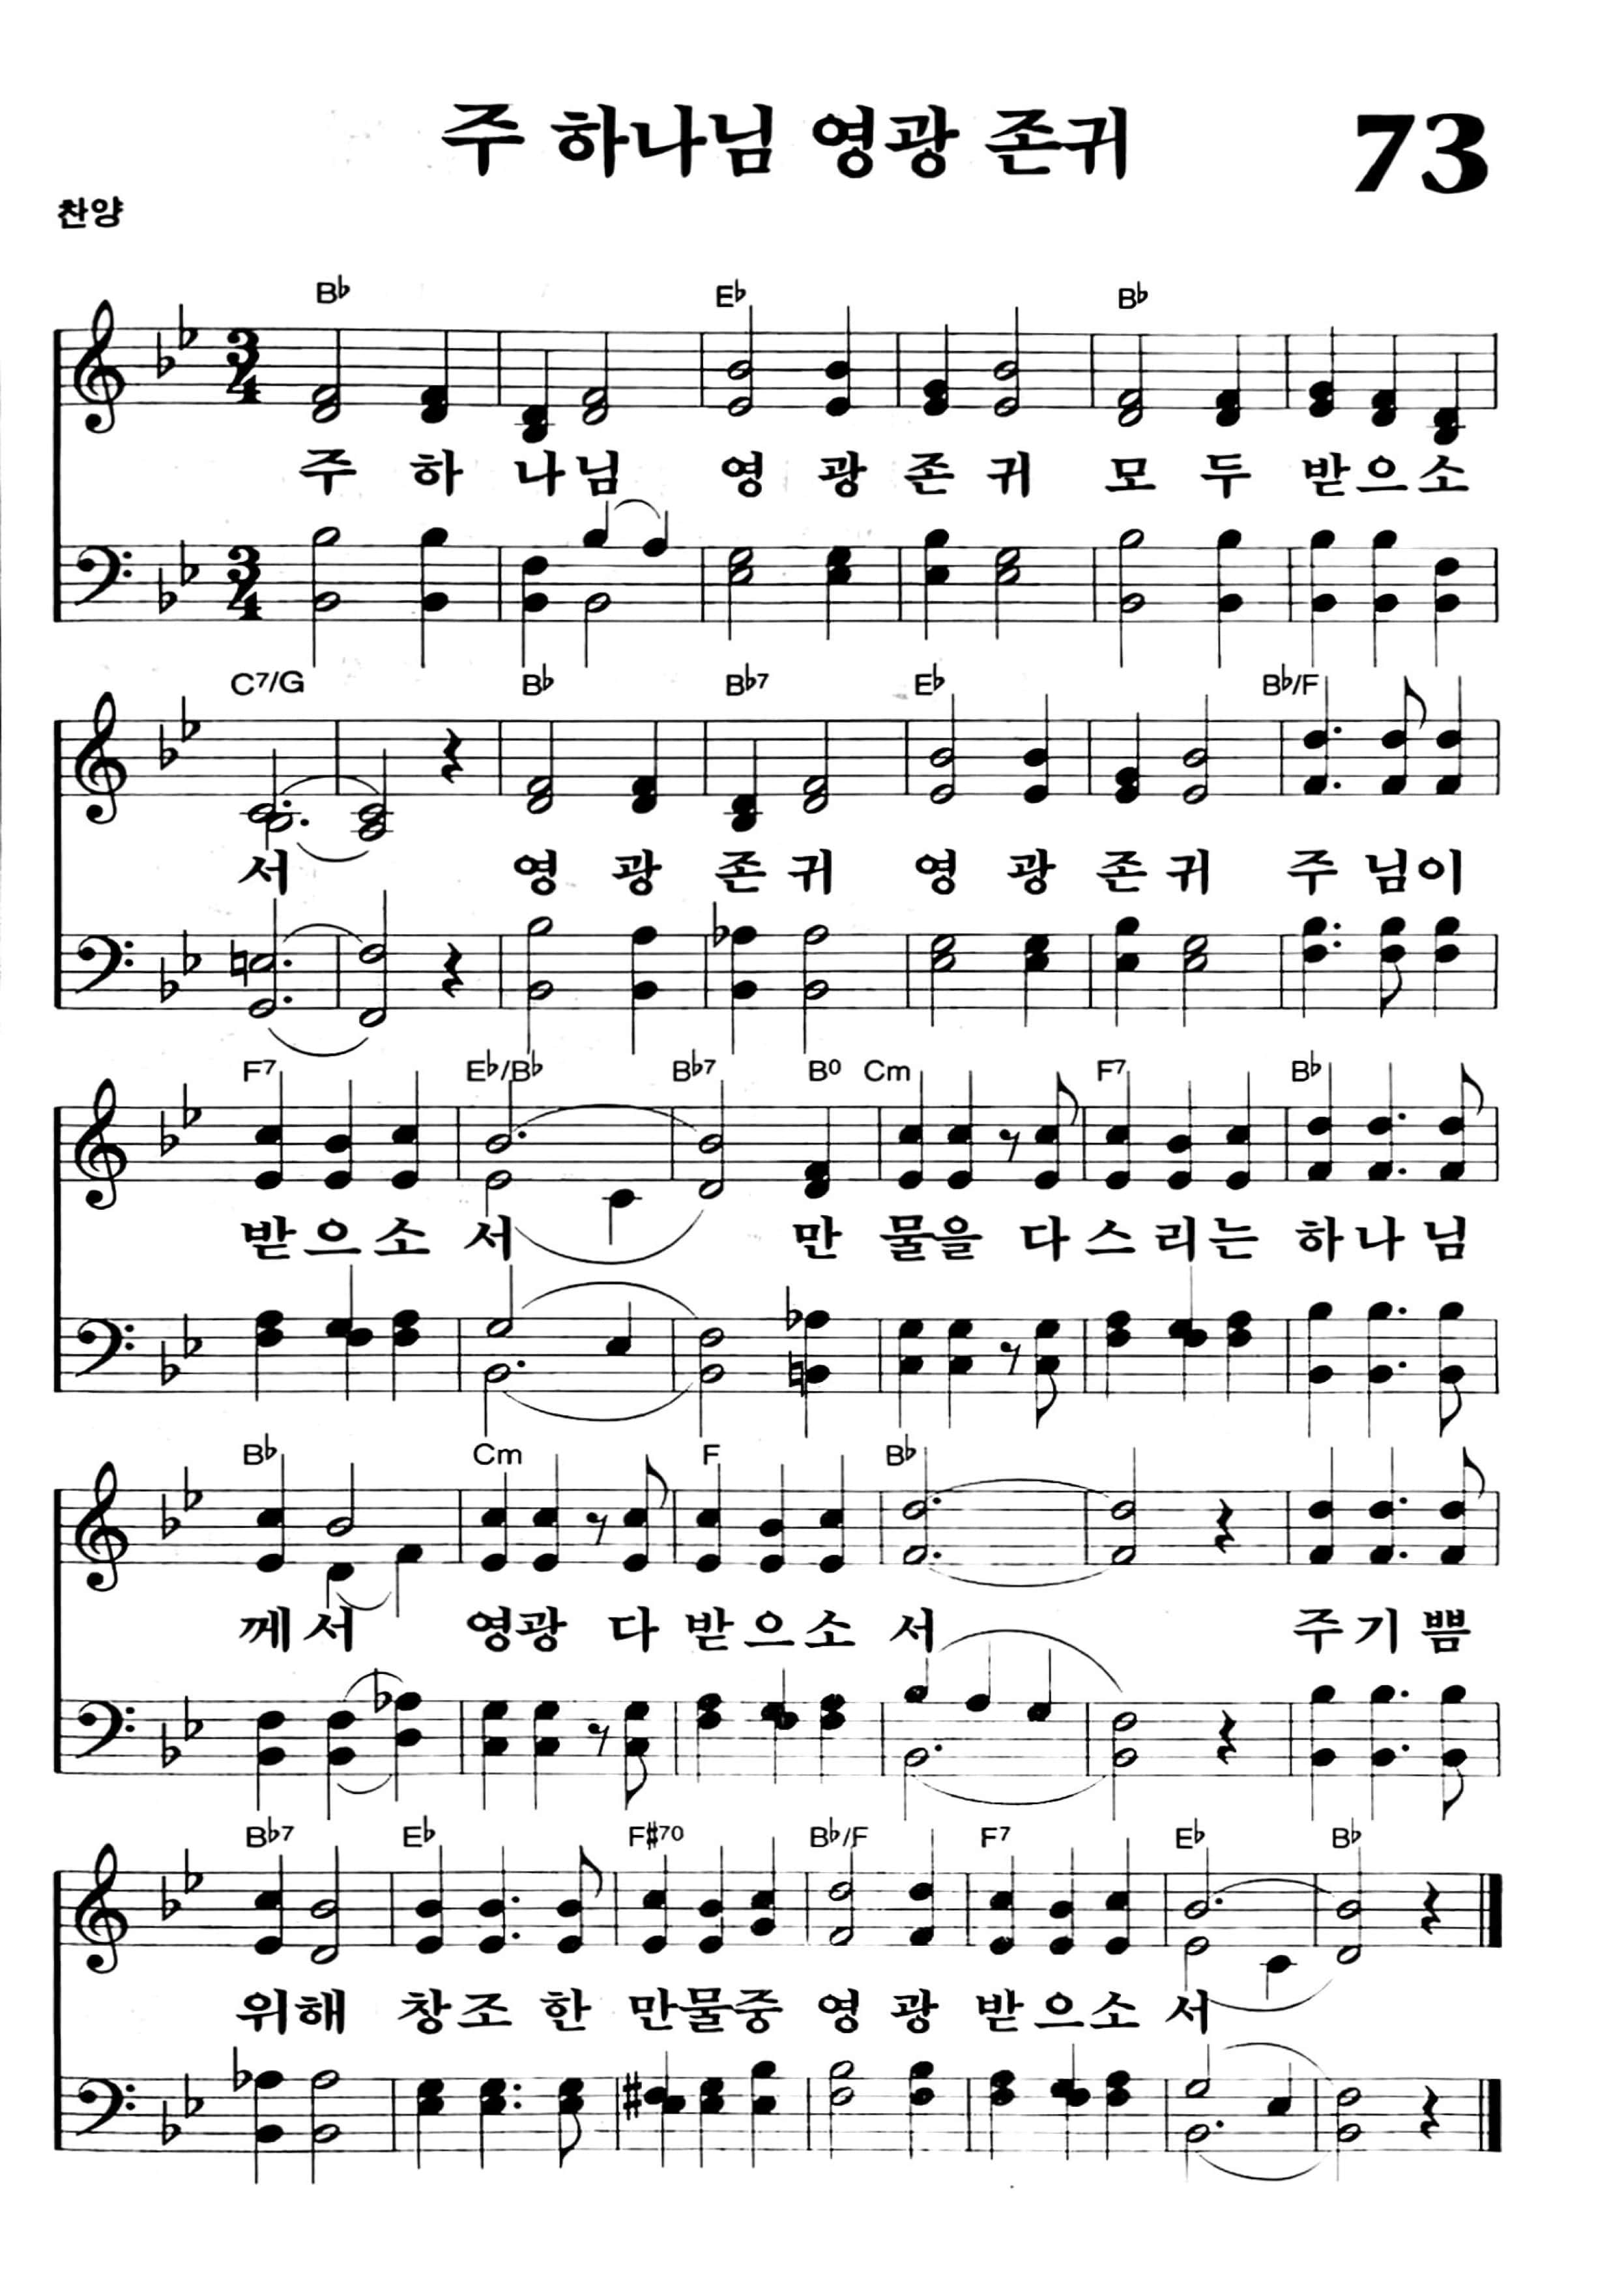 주 하나님 영광 존귀 73
찬양
B♭ E♭ B♭
3/4
주 하 나 님 영 광 존 귀 모 두 받 으 소
3/4
C7/G B♭ B♭7 E♭ B♭/F
서 영 광 존 귀 영 광 존 귀 주 님 이
F7 E♭/B♭ B♭7 B0 Cm F7 B♭
받 으 소 서 만 물 을 다 스 리 는 하 나 님
B♭ Cm F B♭
께 서 영 광 다 받 으 소 서 주 기 쁨
B♭7 E♭ F#70 B♭/F F7 E♭ B♭
위 해 창 조 한 만 물 중 영 광 받 으 소 서